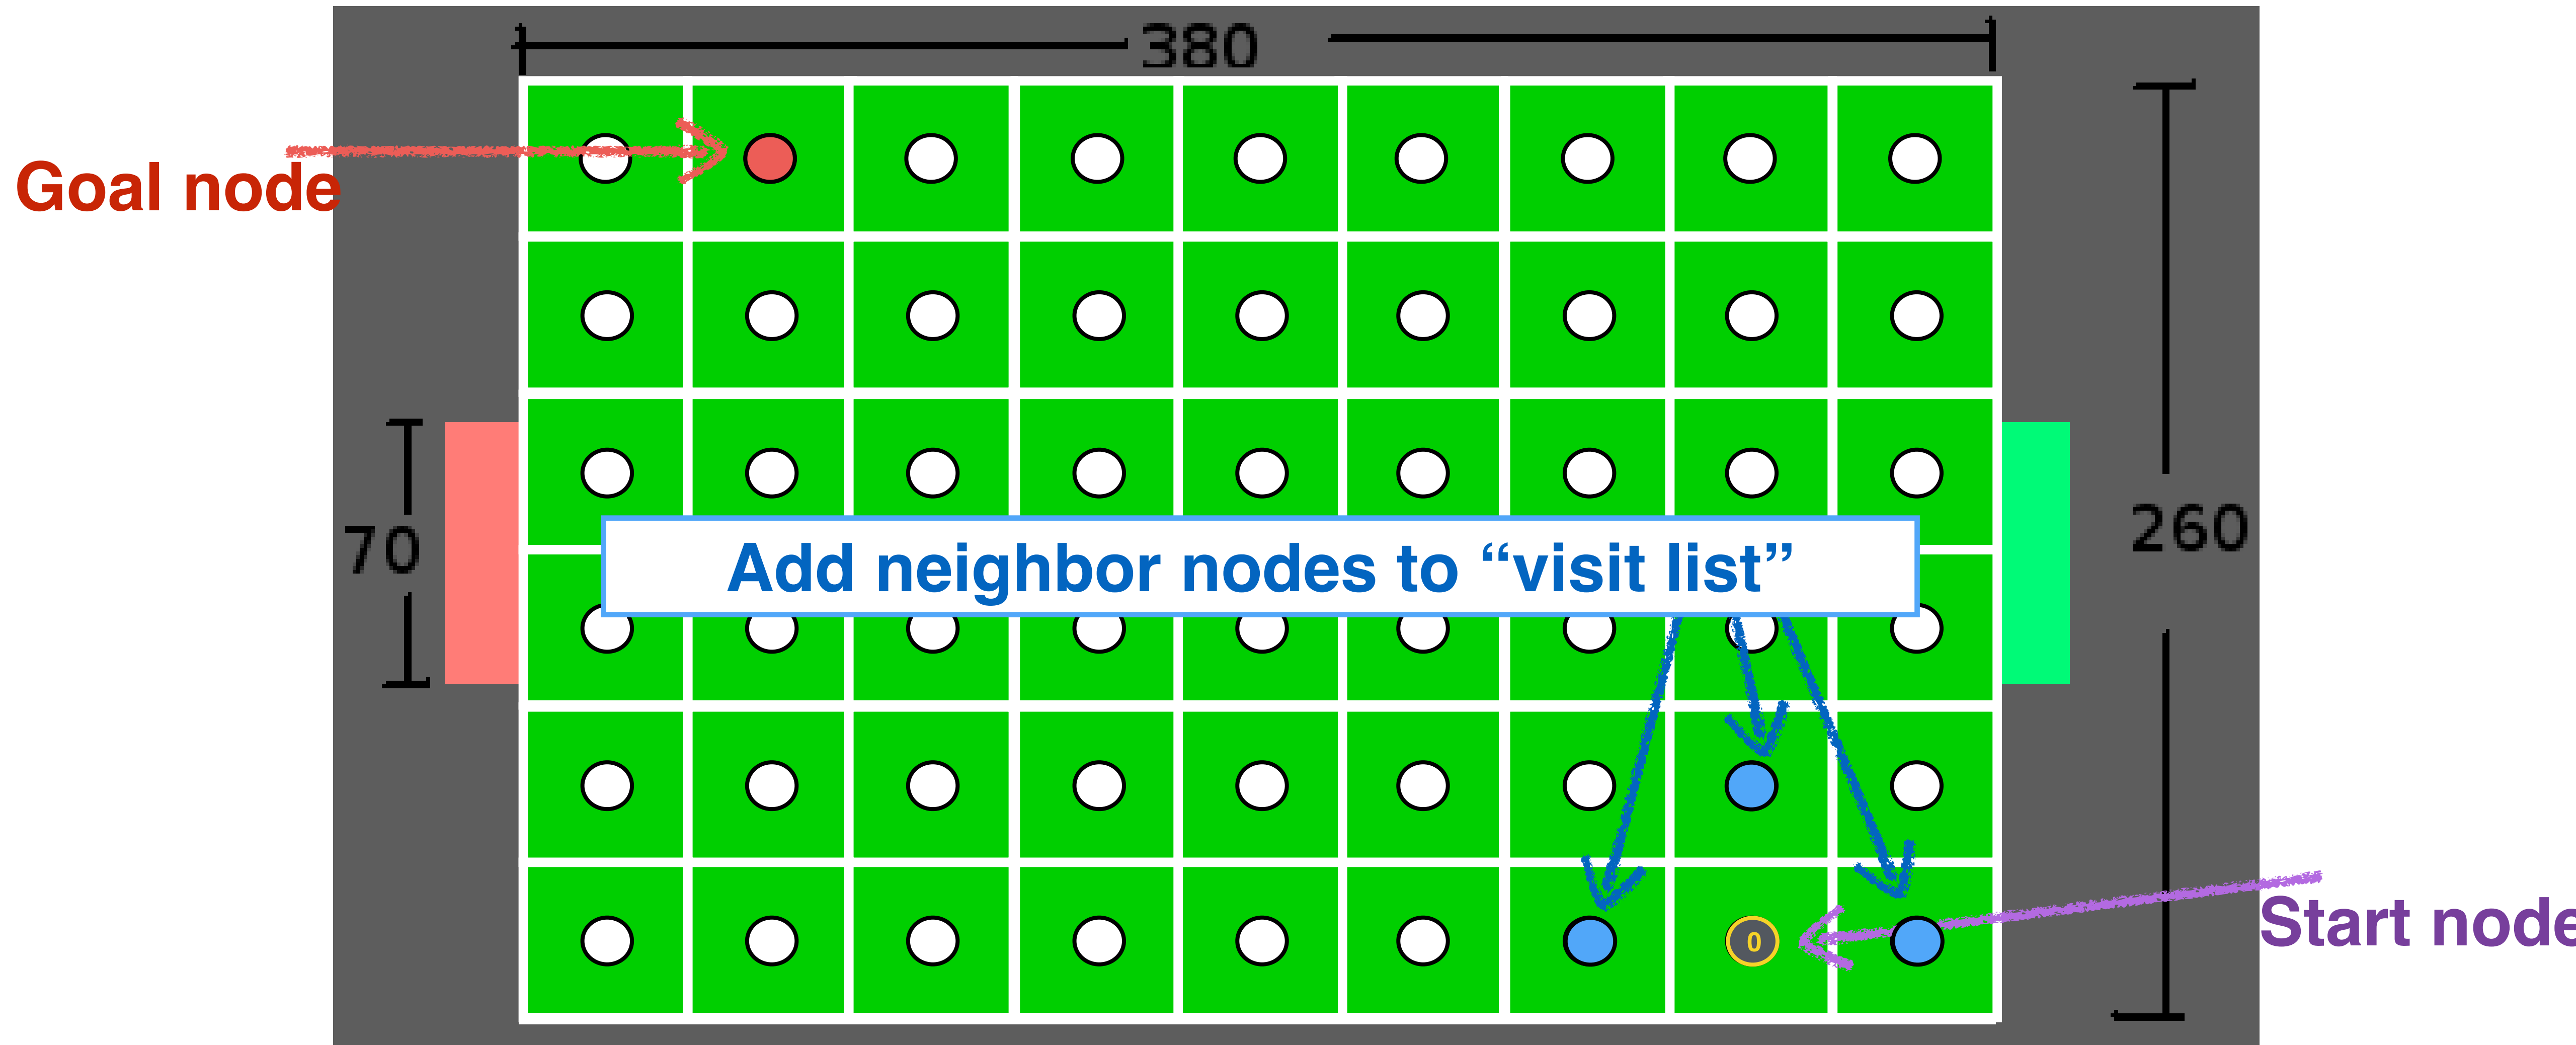 380
Goal node
70
Add neighbor nodes to “visit list”
260
0
Start node